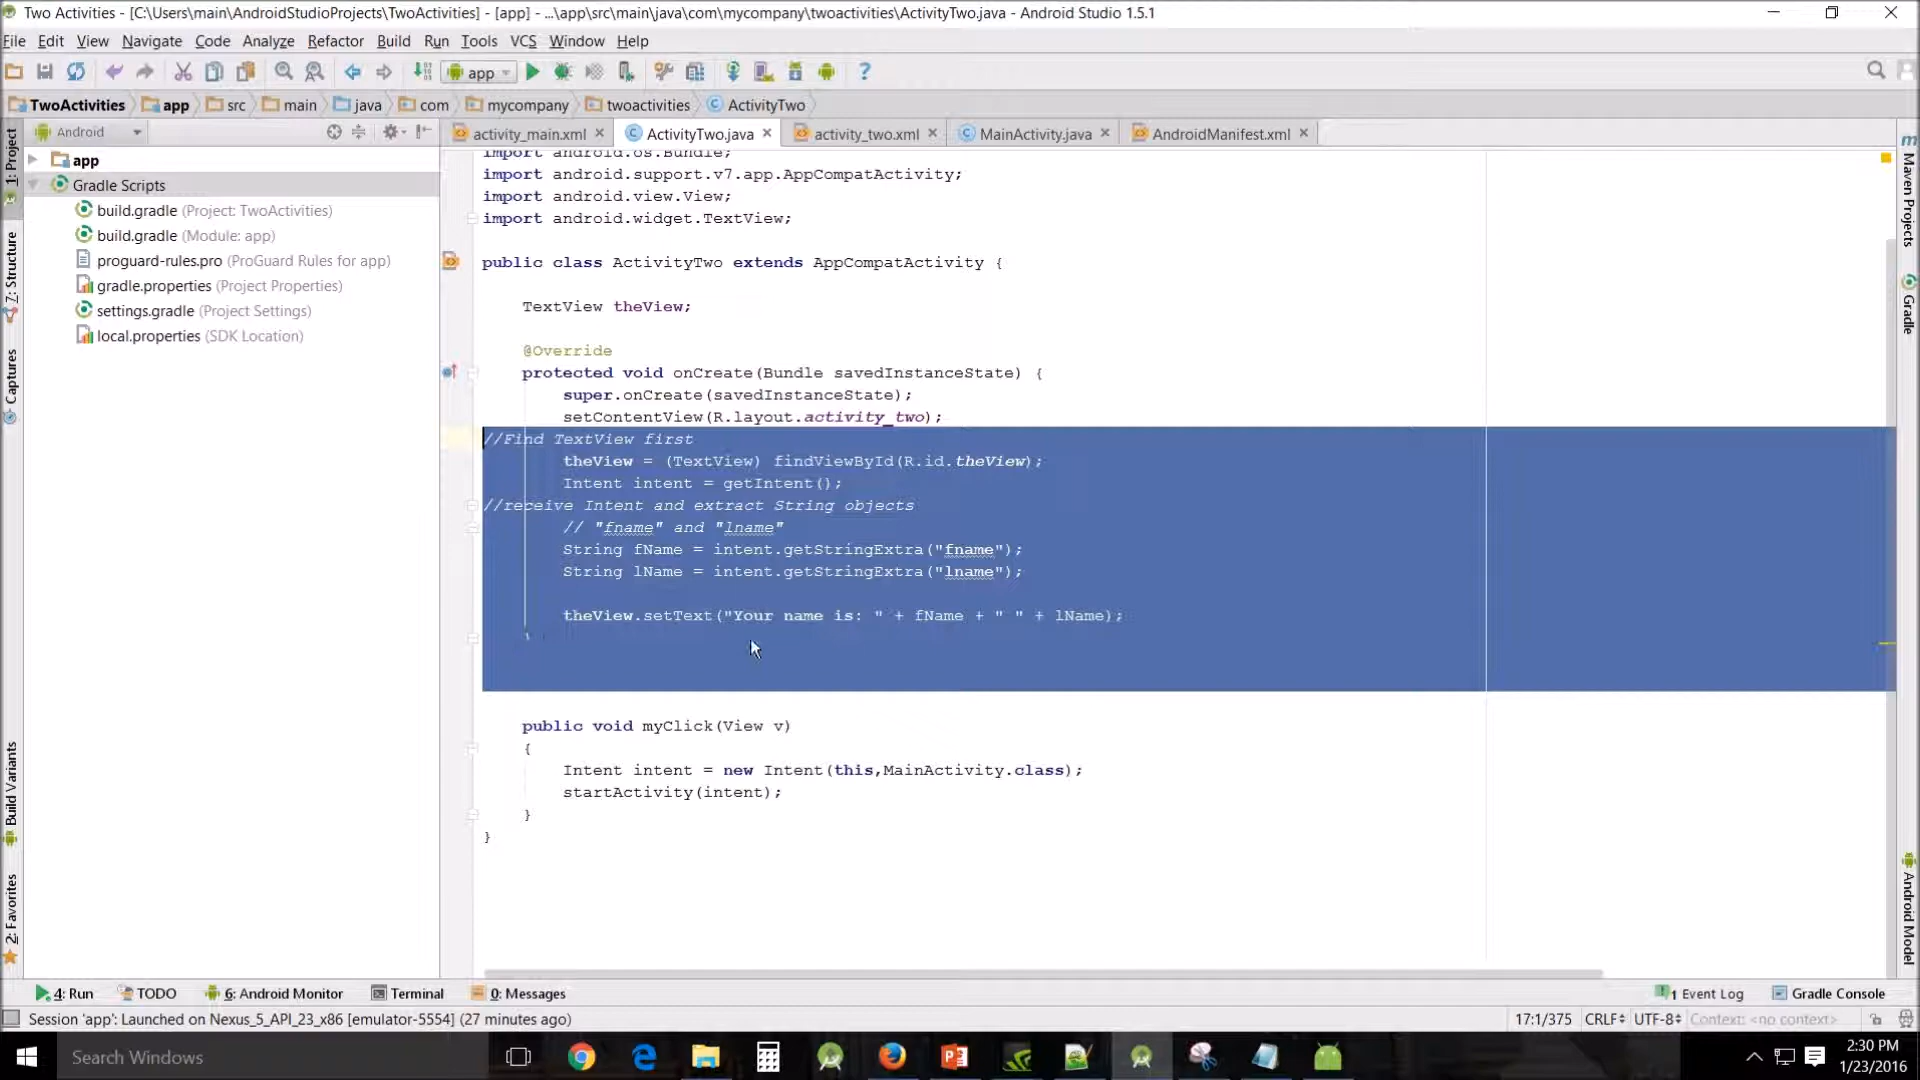 Two Activities - [C:\Users\main\AndroidStudioProjects\TwoActivities] - [app] - ...\app\src\main\java\com\mycompany\twoactivities\ActivityTwo.java - Android Studio 1.5.1
File Edit View Navigate Code Analyze Refactor Build Run Tools VCS Window Help
app
TwoActivities app src main java com mycompany twoactivities ActivityTwo
Android
activity_main.xml ActivityTwo.java activity_two.xml MainActivity.java AndroidManifest.xml
app
Gradle Scripts
build.gradle (Project: TwoActivities)
build.gradle (Module: app)
proguard-rules.pro (ProGuard Rules for app)
gradle.properties (Project Properties)
settings.gradle (Project Settings)
local.properties (SDK Location)
1: Project
7: Structure
Captures
Build Variants
2: Favorites
import android.os.Bundle;
import android.support.v7.app.AppCompatActivity;
import android.view.View;
import android.widget.TextView;
public class ActivityTwo extends AppCompatActivity {
TextView theView;
@Override
protected void onCreate(Bundle savedInstanceState) {
super.onCreate(savedInstanceState);
setContentView(R.layout.activity_two);
//Find TextView first
theView = (TextView) findViewById(R.id.theView);
Intent intent = getIntent();
//receive Intent and extract String objects
// "fname" and "lname"
String fName = intent.getStringExtra("fname");
String lName = intent.getStringExtra("lname");
theView.setText("Your name is: " + fName + " " + lName);
}
public void myClick(View v)
{
Intent intent = new Intent(this,MainActivity.class);
startActivity(intent);
}
}
m Maven Projects
Gradle
Android Model
4: Run TODO 6: Android Monitor Terminal 0: Messages 1 Event Log Gradle Console
Session 'app': Launched on Nexus_5_API_23_x86 [emulator-5554] (27 minutes ago) 17:1/375 CRLF UTF-8 Context: <no context>
Search Windows
2:30 PM
1/23/2016